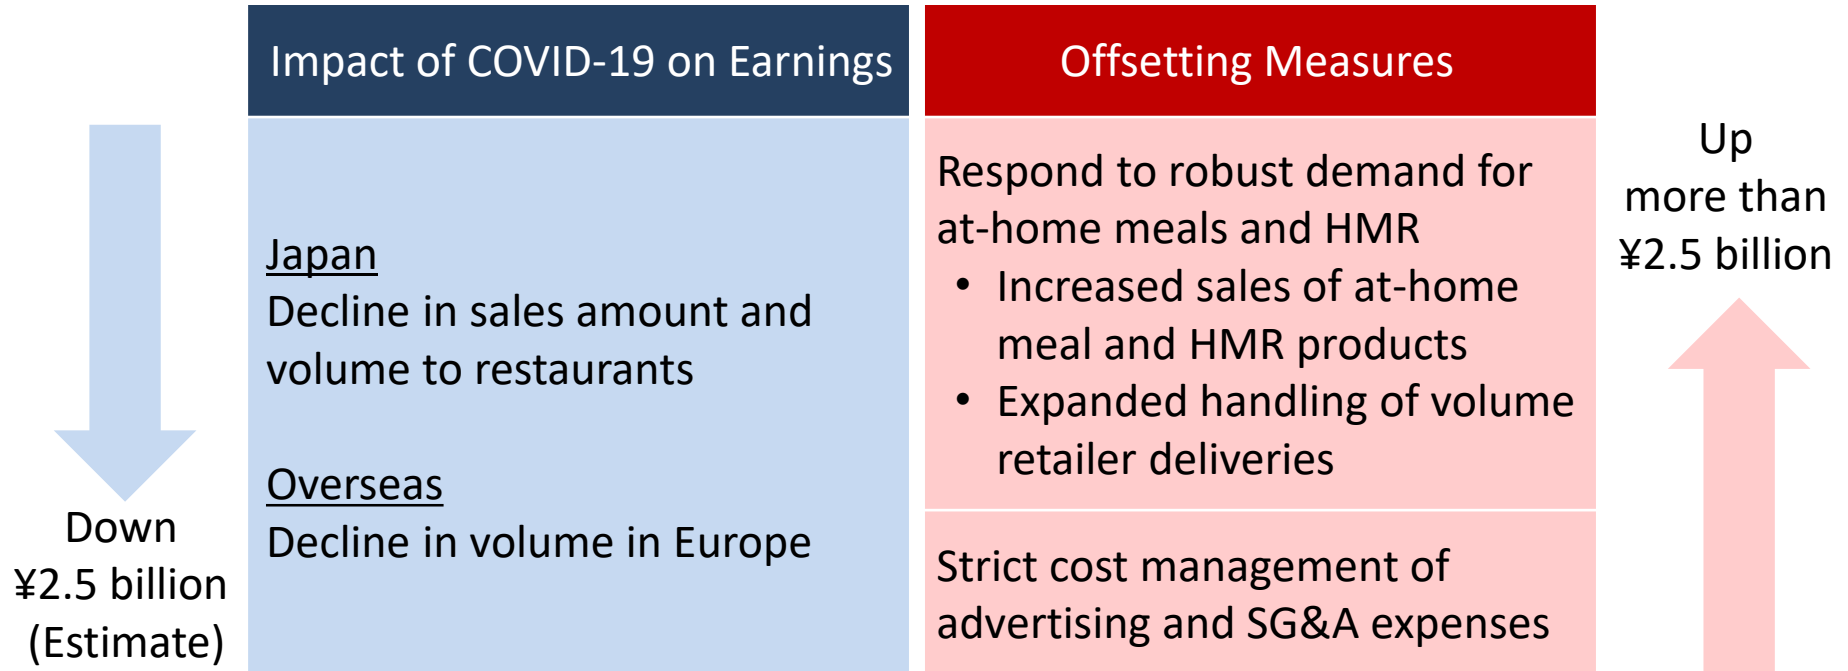 Impact of COVID-19 on Earnings
Offsetting Measures
Down
¥2.5 billion
(Estimate)
Japan
Decline in sales amount and
volume to restaurants
Overseas
Decline in volume in Europe
Respond to robust demand for
at-home meals and HMR
• Increased sales of at-home
meal and HMR products
• Expanded handling of volume
retailer deliveries
Strict cost management of
advertising and SG&A expenses
Up
more than
¥2.5 billion